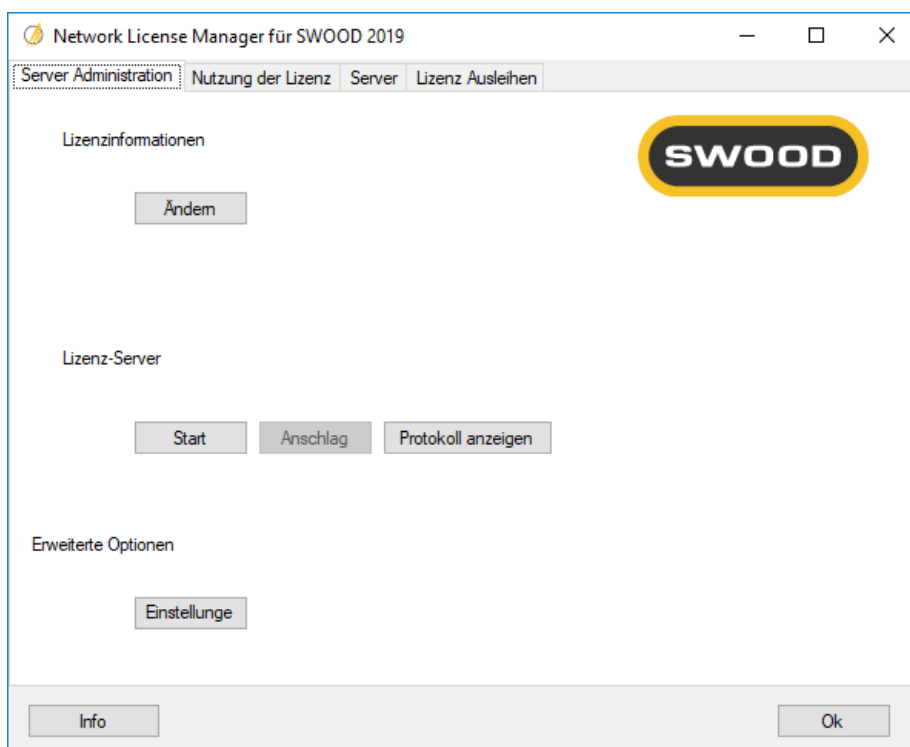 Network License Manager für SWOOD 2019
Server Administration Nutzung der Lizenz Server Lizenz Ausleihen
Lizenzinformationen
SWOOD
Ändern
Lizenz-Server
Start Anschlag Protokoll anzeigen
Erweiterte Optionen
Einstellunge
Info Ok